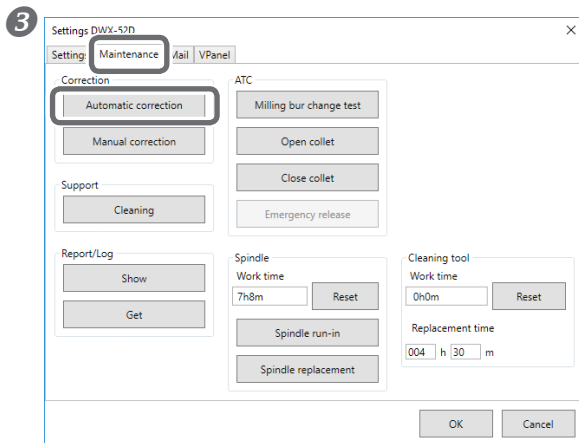 3
Settings DWX-52D
Settings Maintenance Mail VPanel
Correction
Automatic correction
Manual correction
Support
Cleaning
Report/Log
Show
Get
ATC
Milling bur change test
Open collet
Close collet
Emergency release
Spindle
Work time
7h8m Reset
Spindle run-in
Spindle replacement
Cleaning tool
Work time
0h0m Reset
Replacement time
004 h 30 m
OK Cancel